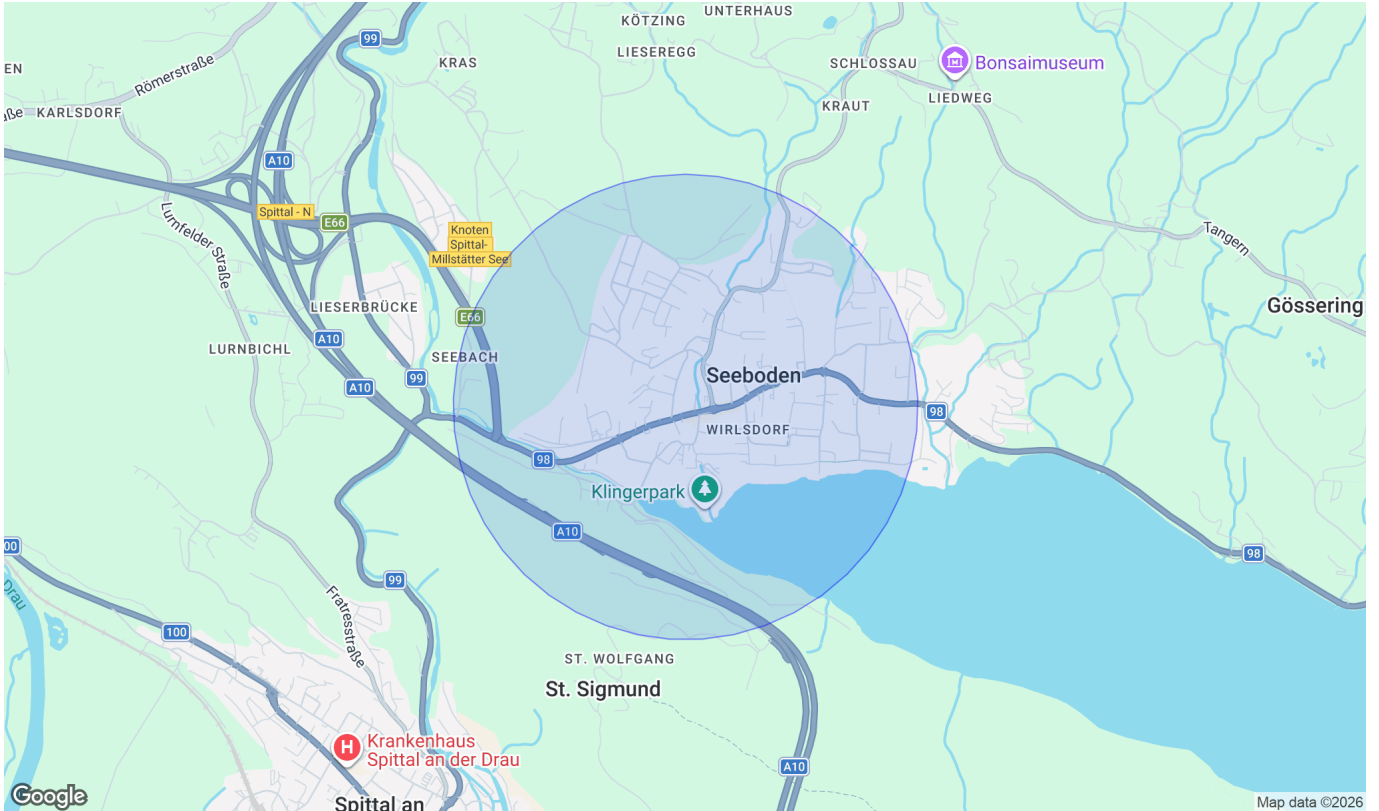 UNTERHAUS
KÖTZING
99
LIESEREGG
KRAS
SCHLOSSAU
Bonsaimuseum
EN
Römerstraße
LIEDWEG
KRAUT
aße
KARLSDORF
A10
Spittal - N
E66
Knoten
Spittal-
Millstätter See
Lurnfelder Straße
Tangern
LIESERBRÜCKE
E66
Gössering
A10
LURNBICHL
SEEBACH
99
A10
Seeboden
98
WIRLSDORF
98
Klingerpark
A10
00
98
99
Drau
Fratresstraße
100
ST. WOLFGANG
St. Sigmund
Krankenhaus
Spittal an der Drau
H
A10
Spittal an
Google
Map data ©2026